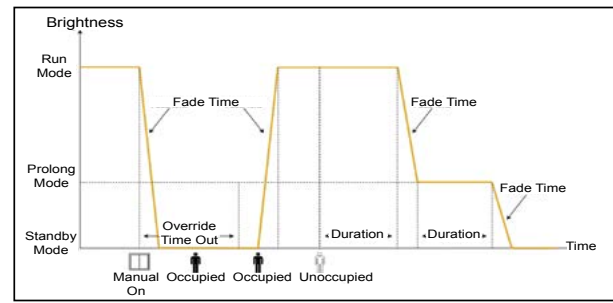 Brightness
Run
Mode
Fade Time
Fade Time
Prolong
Mode
Fade Time
Override
Time Out
Duration
Duration
Standby
Mode
Time
Manual
On
Occupied
Occupied
Unoccupied